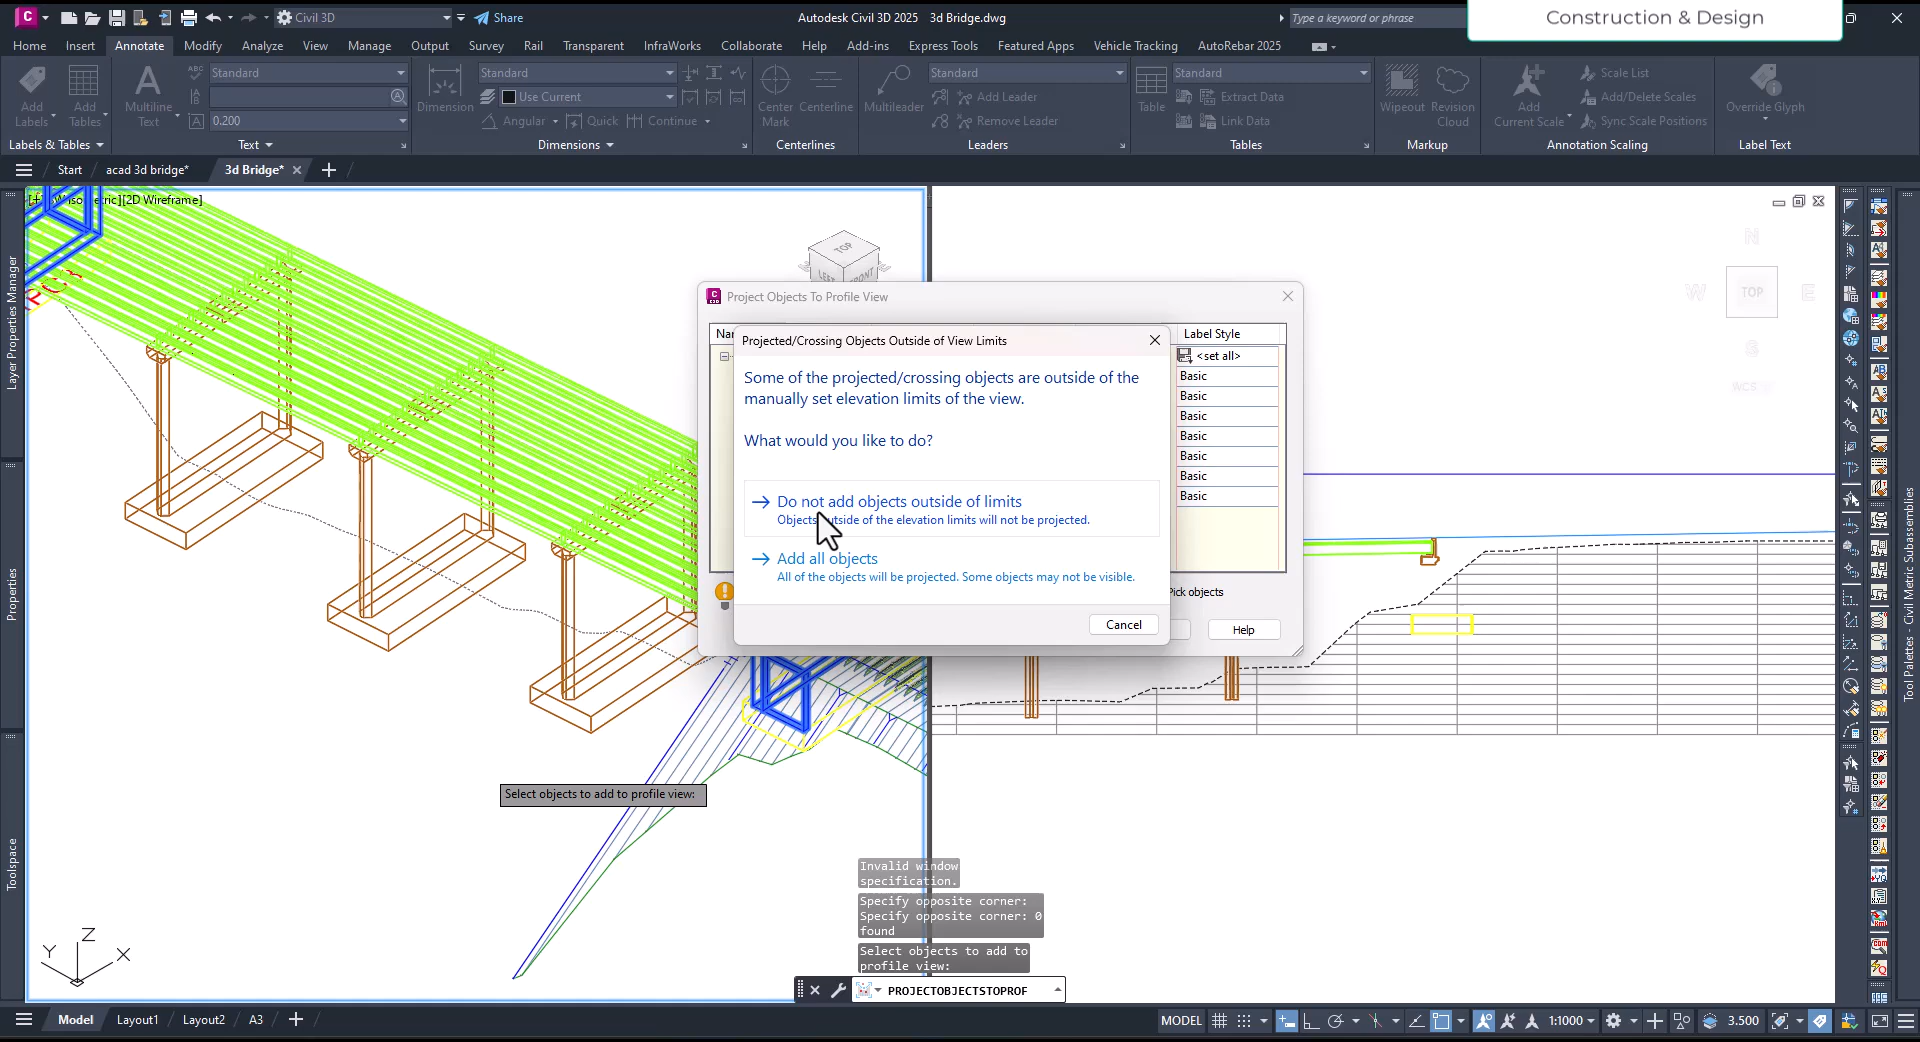 Civil 3D
Share
Autodesk Civil 3D 2025 3d Bridge.dwg
Type a keyword or phrase
Construction & Design
Home Insert Annotate Modify Analyze View Manage Output Survey Rail Transparent InfraWorks Collaborate Help Add-ins Express Tools Featured Apps Vehicle Tracking AutoRebar 2025
Add Labels
Add Tables
Labels & Tables
Multiline Text
ABC
Standard
0.200
Text
Dimension
Standard
Use Current
Angular Quick Continue
Dimensions
Center Mark
Centerline
Centerlines
Multileader
Standard
Add Leader
Remove Leader
Leaders
Table
Standard
Extract Data
Link Data
Tables
Wipeout
Revision Cloud
Markup
Add Current Scale
Scale List
Add/Delete Scales
Sync Scale Positions
Annotation Scaling
Override Glyph
Label Text
Start acad 3d bridge* 3d Bridge*
[2D Wireframe]
Layer Properties Manager
Properties
Toolspace
TOP
LEFT
FRONT
N
W TOP E
S
WCS
Tool Palettes - Civil Metric Subassemblies
Project Objects To Profile View
Label Style
<set all>
Basic
Basic
Basic
Basic
Basic
Basic
Basic
Pick objects
Help
Projected/Crossing Objects Outside of View Limits
Some of the projected/crossing objects are outside of the
manually set elevation limits of the view.
What would you like to do?
Do not add objects outside of limits
Objects outside of the elevation limits will not be projected.
Add all objects
All of the objects will be projected. Some objects may not be visible.
Cancel
Select objects to add to profile view:
Invalid window
specification.
Specify opposite corner:
Specify opposite corner: 0
found
Select objects to add to
profile view:
PROJECTOBJECTSTOPROF
Z
Y X
Model Layout1 Layout2 A3
MODEL 1:1000 3.500